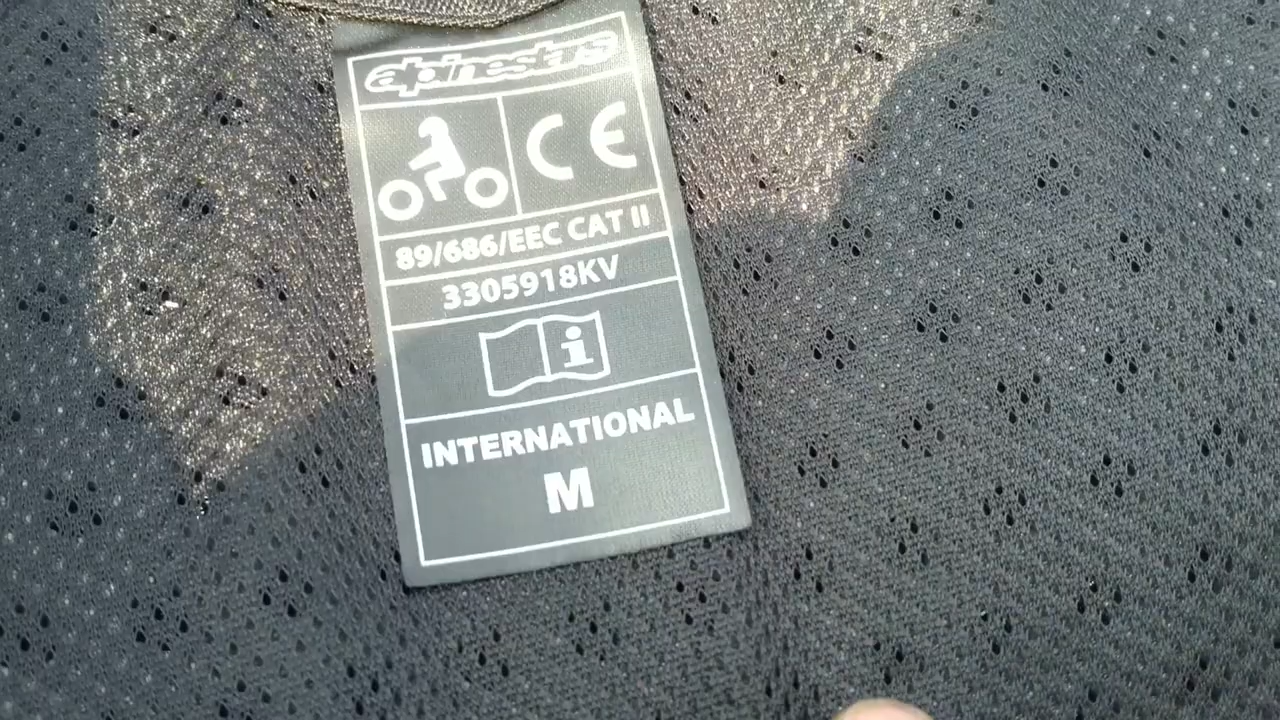 alpinestars
CE
89/686/EEC CAT II
3305918KV
i
INTERNATIONAL
M